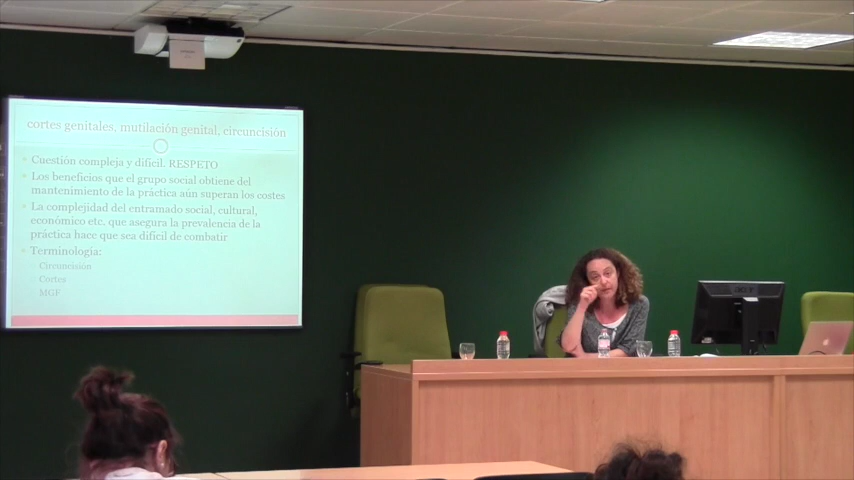 cortes genitales, mutilación genital, circuncisión
Cuestión compleja y difícil. RESPETO
Los beneficios que el grupo social obtiene del
mantenimiento de la práctica aún superan los costes
La complejidad del entramado social, cultural,
económico etc. que asegura la prevalencia de la
práctica hace que sea difícil de combatir
Terminología:
Circuncisión
Cortes
MGF
acer